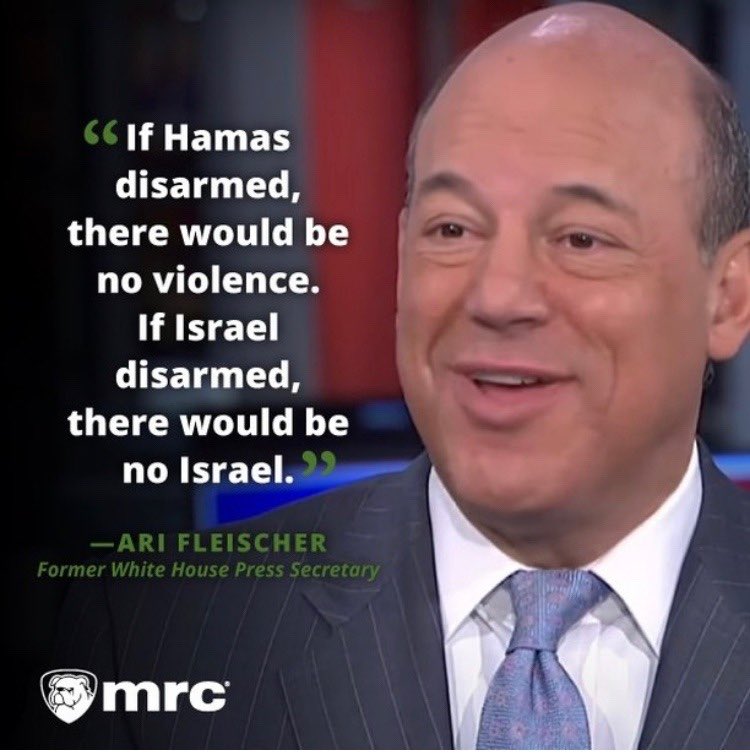 “If Hamas
disarmed,
there would be
no violence.
If Israel
disarmed,
there would be
no Israel.”
—ARI FLEISCHER
Former White House Press Secretary
mrc®